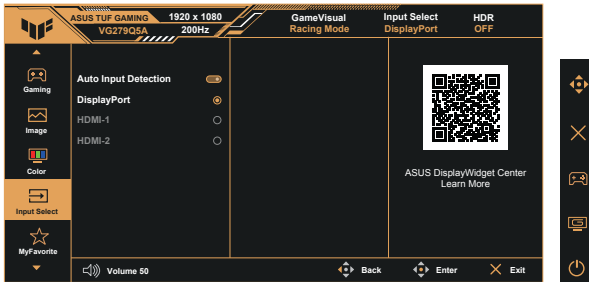 ASUS TUF GAMING
1920 x 1080
VG279Q5A
200Hz
GameVisual
Racing Mode
Input Select
DisplayPort
HDR
OFF
Gaming
Image
Color
Input Select
MyFavorite
Auto Input Detection
DisplayPort
HDMI-1
HDMI-2
ASUS DisplayWidget Center
Learn More
Volume 50
Back
Enter
Exit